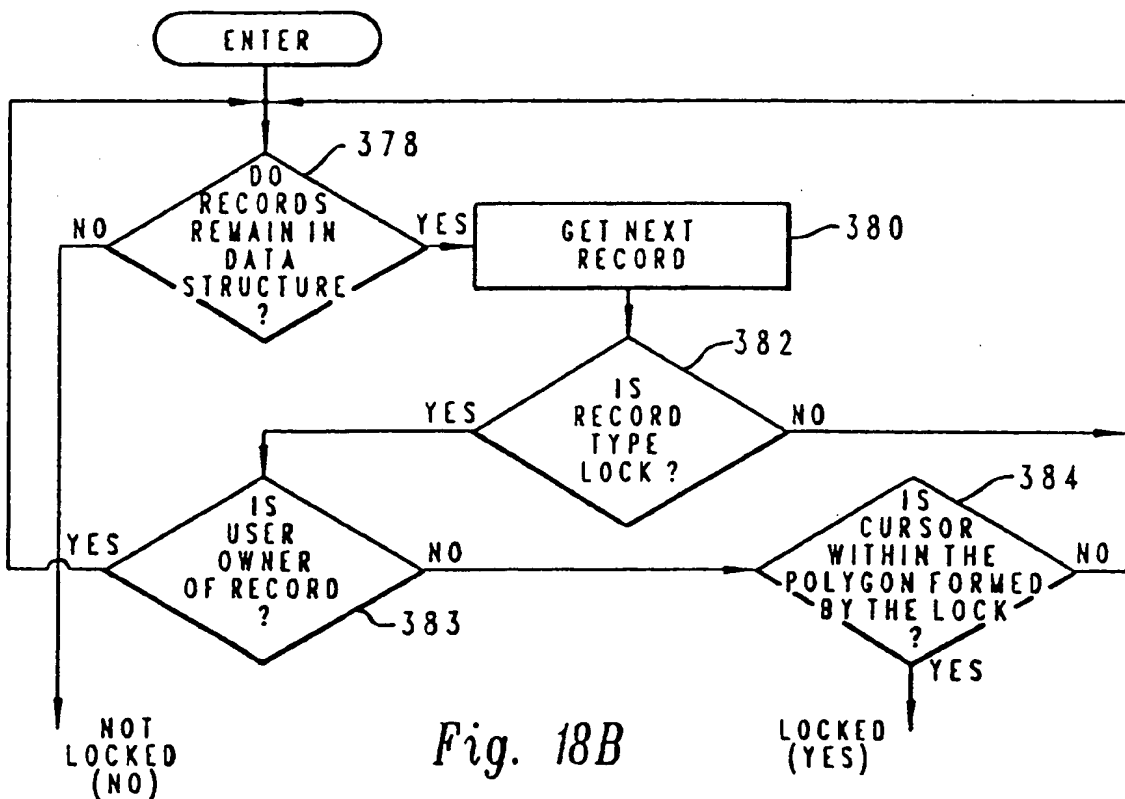 ENTER
378
DO
RECORDS
REMAIN IN
DATA
STRUCTURE
?
NO
YES
GET NEXT
RECORD
380
382
IS
RECORD
TYPE
LOCK ?
YES
NO
IS
USER
OWNER
OF RECORD
?
YES
NO
383
384
IS
CURSOR
WITHIN THE
POLYGON FORMED
BY THE LOCK
?
NO
YES
NOT
LOCKED
(NO)
Fig. 18B
LOCKED
(YES)